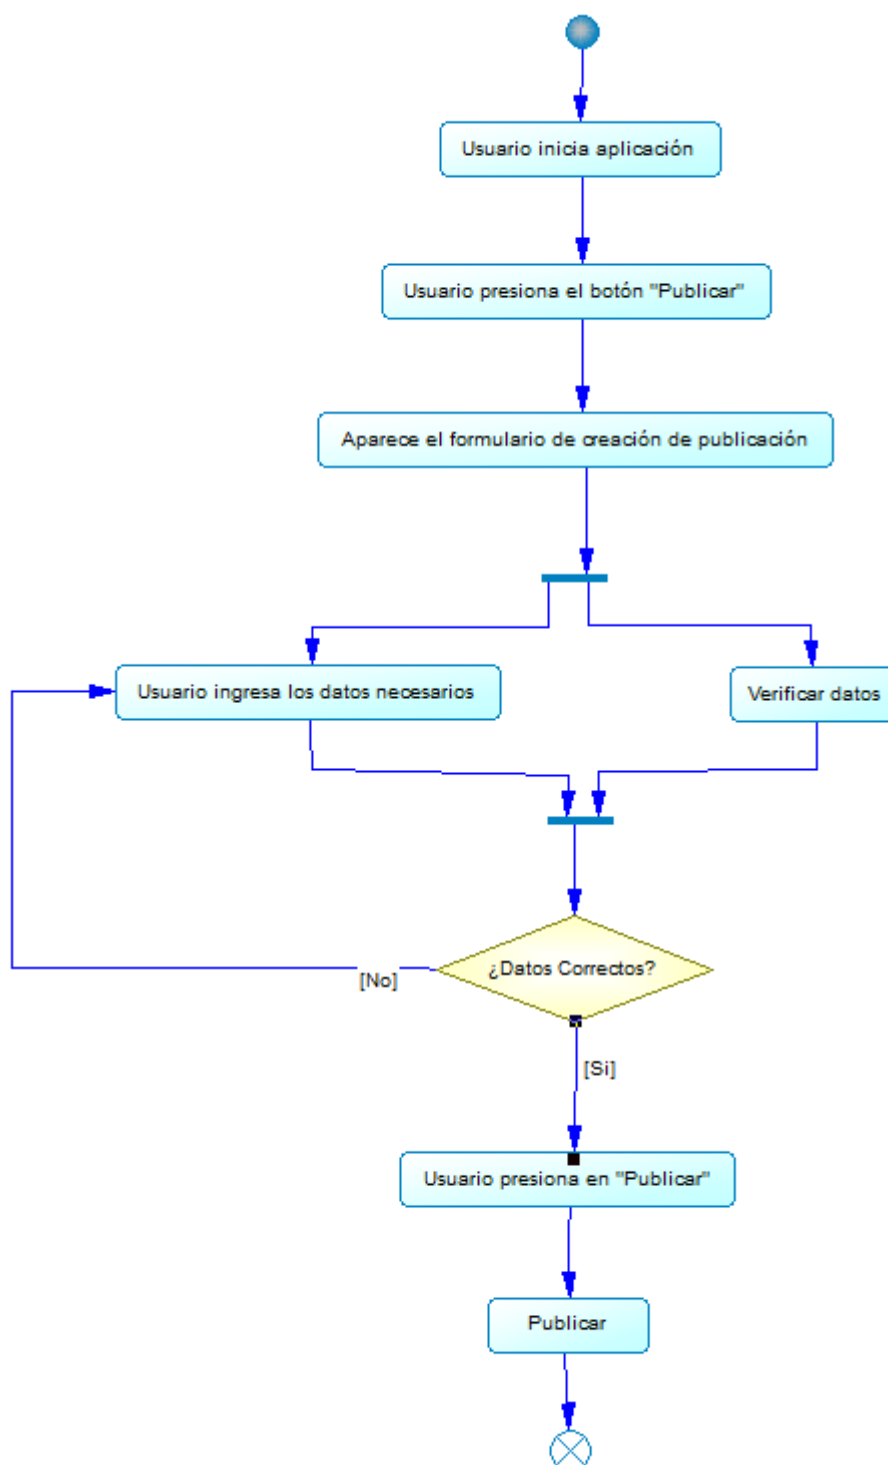 Usuario inicia aplicación
Usuario presiona el botón "Publicar"
Aparece el formulario de creación de publicación
Usuario ingresa los datos necesarios
Verificar datos
¿Datos Correctos?
[No]
[Si]
Usuario presiona en "Publicar"
Publicar